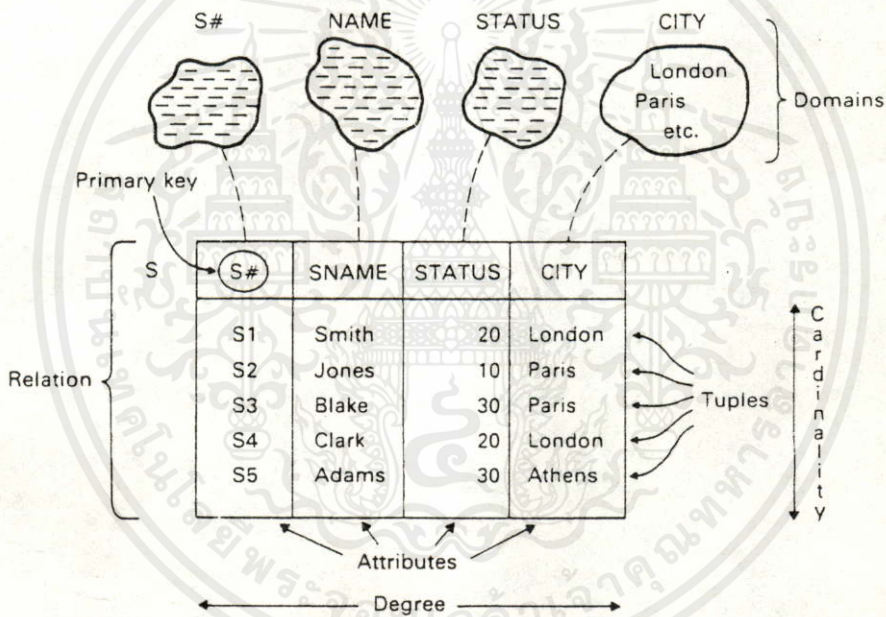 S# NAME STATUS CITY
London
Paris
etc.
Domains
Primary key
S S# SNAME STATUS CITY
S1 Smith 20 London
S2 Jones 10 Paris
S3 Blake 30 Paris
S4 Clark 20 London
S5 Adams 30 Athens
Relation
Tuples
Cardinality
Attributes
Degree